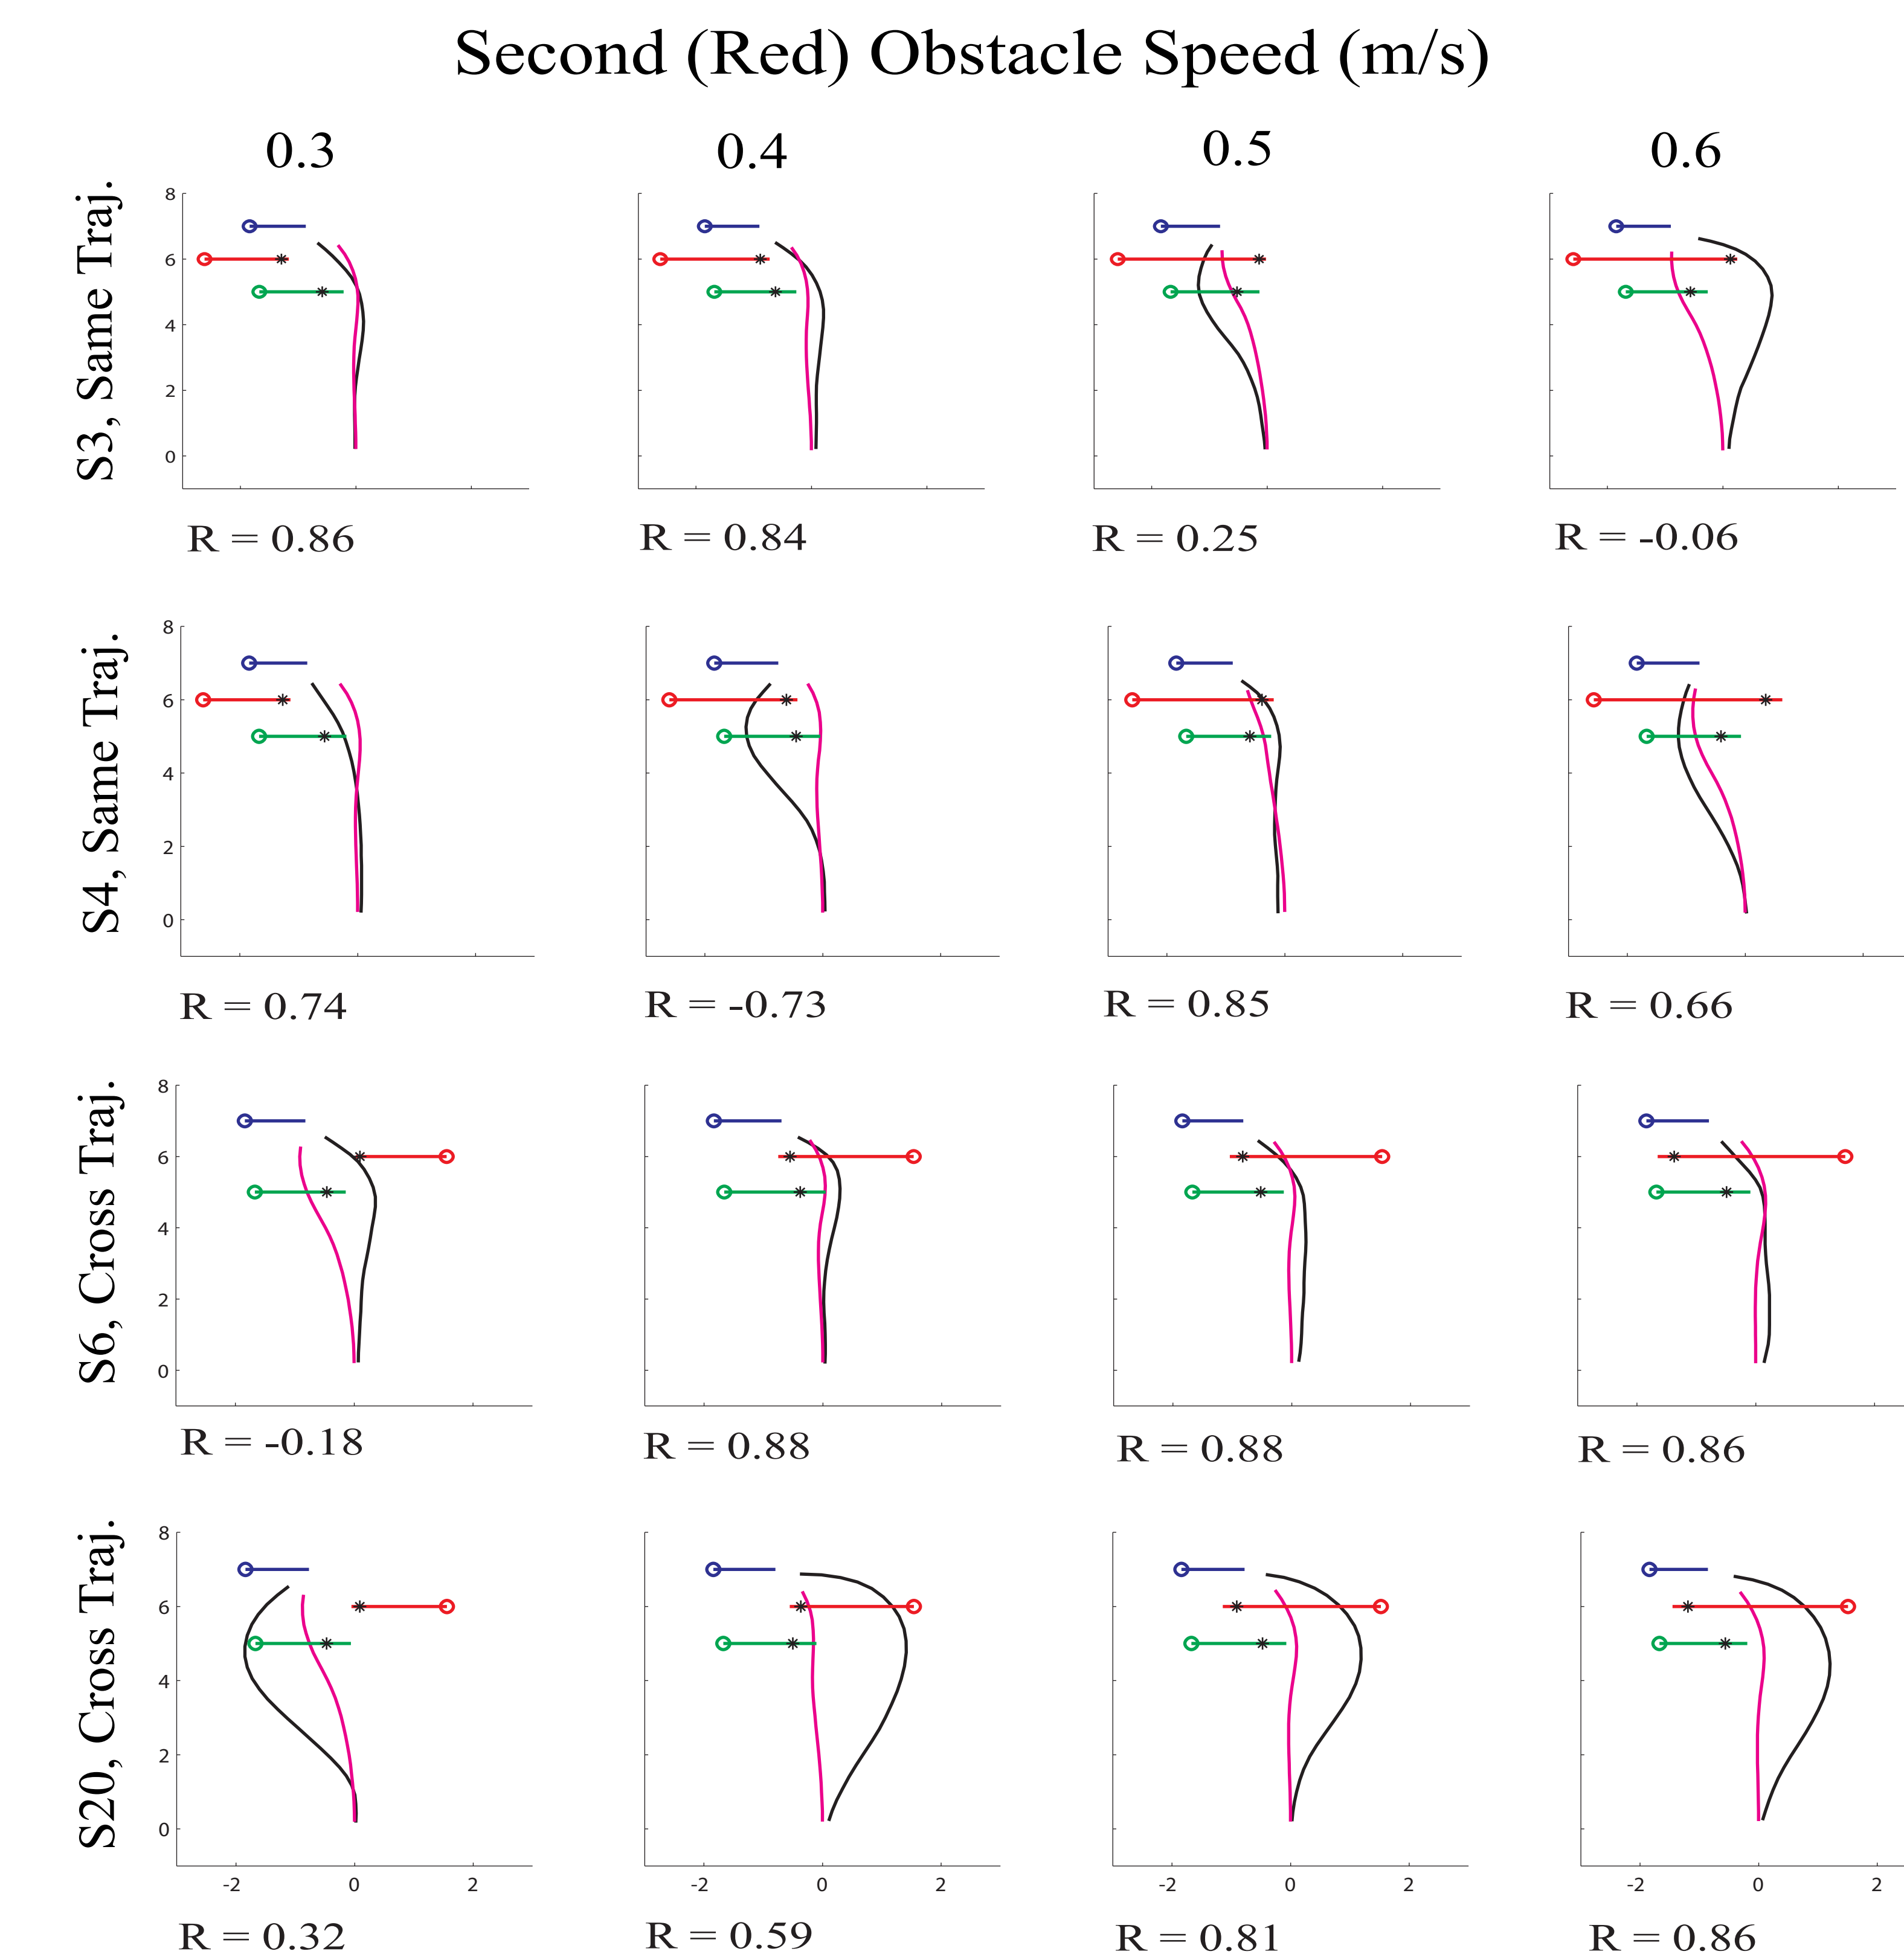 Second (Red) Obstacle Speed (m/s)
0.3 0.4 0.5 0.6
S3, Same Traj.
8
6
4
2
0
R = 0.86 R = 0.84 R = 0.25 R = -0.06
S4, Same Traj.
8
6
4
2
0
R = 0.74 R = -0.73 R = 0.85 R = 0.66
S6, Cross Traj.
8
6
4
2
0
R = -0.18 R = 0.88 R = 0.88 R = 0.86
S20, Cross Traj.
8
6
4
2
0
-2 0 2 -2 0 2 -2 0 2 -2 0 2
R = 0.32 R = 0.59 R = 0.81 R = 0.86